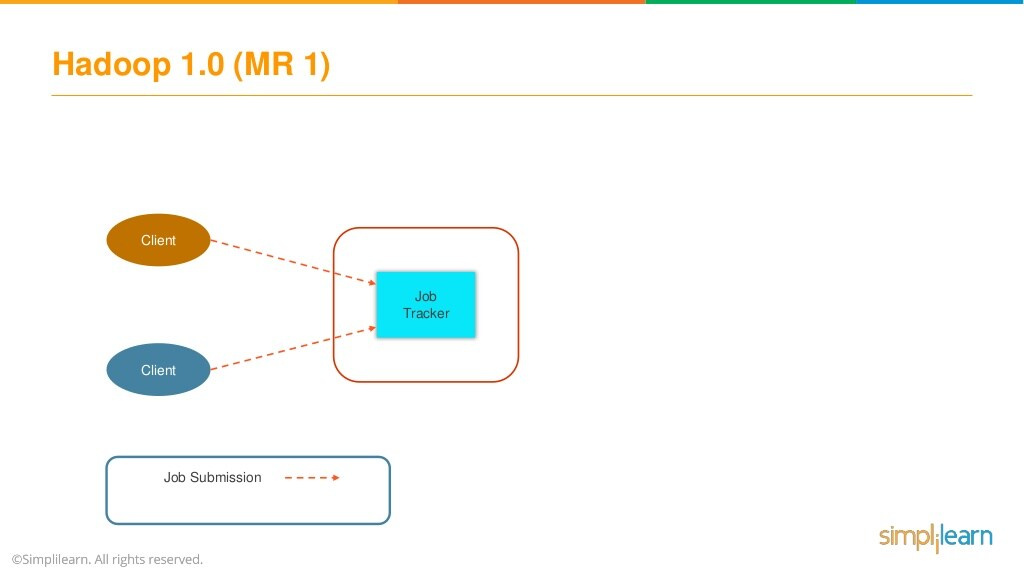 Hadoop 1.0 (MR 1)
Client
Job
Tracker
Client
Job Submission
simplilearn
©Simplilearn. All rights reserved.